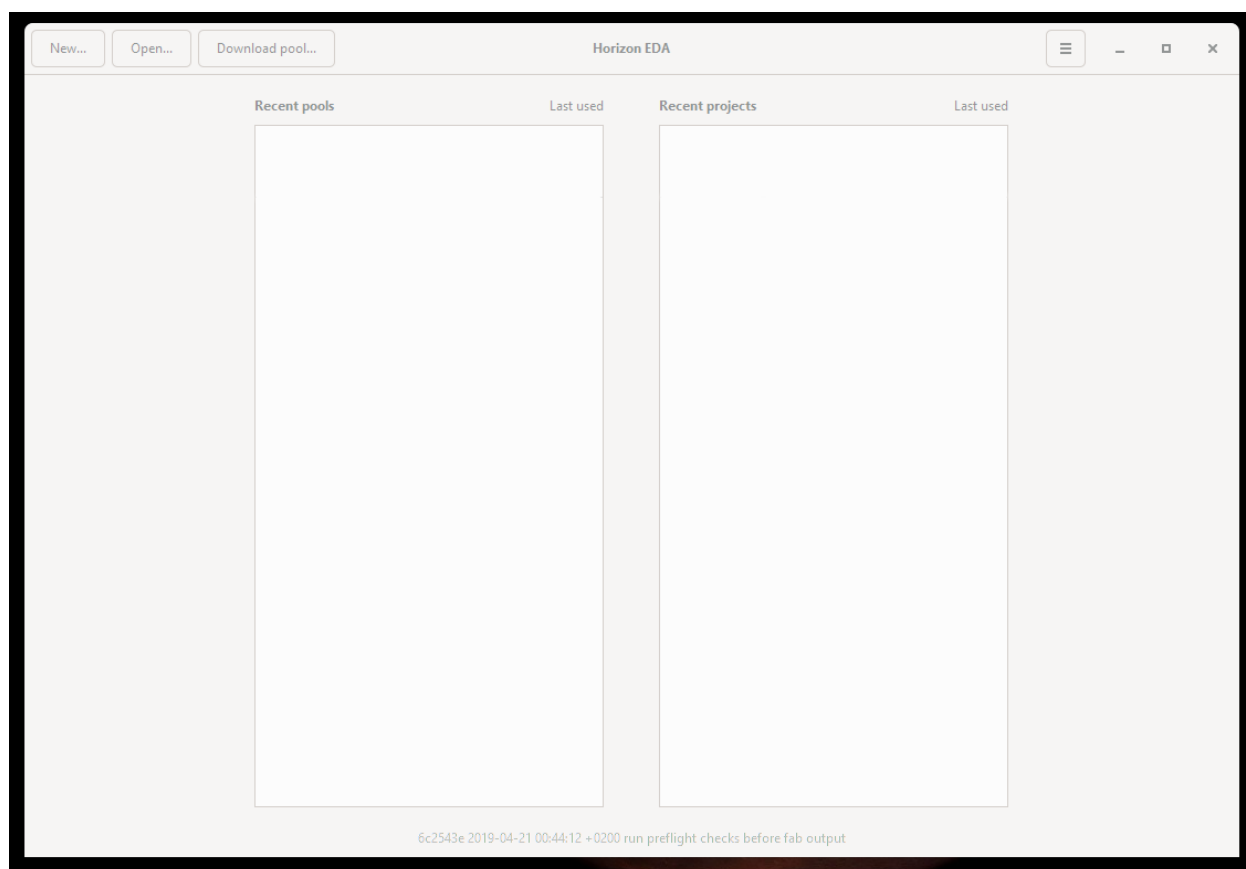 New... Open... Download pool... Horizon EDA
Recent pools Last used Recent projects Last used
6c2543e 2019-04-21 00:44:12 +0200 run preflight checks before fab output